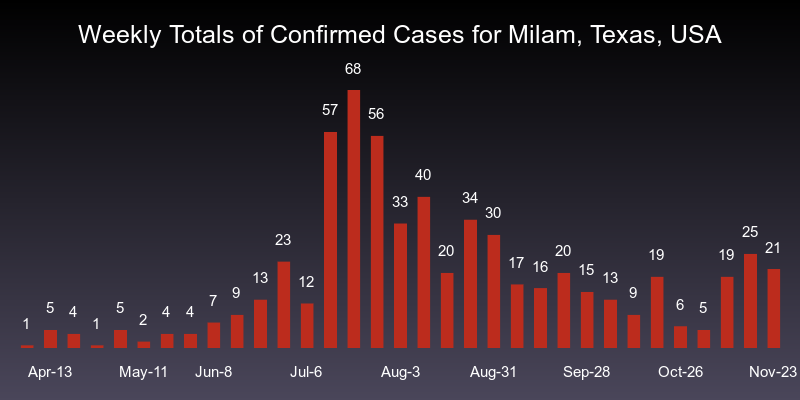 Weekly Totals of Confirmed Cases for Milam, Texas, USA
1 5 4 1 5 2 4 4 7 9 13 23 12 57 68 56 33 40 20 34 30 17 16 20 15 13 9 19 6 5 19 25 21
Apr-13 May-11 Jun-8 Jul-6 Aug-3 Aug-31 Sep-28 Oct-26 Nov-23